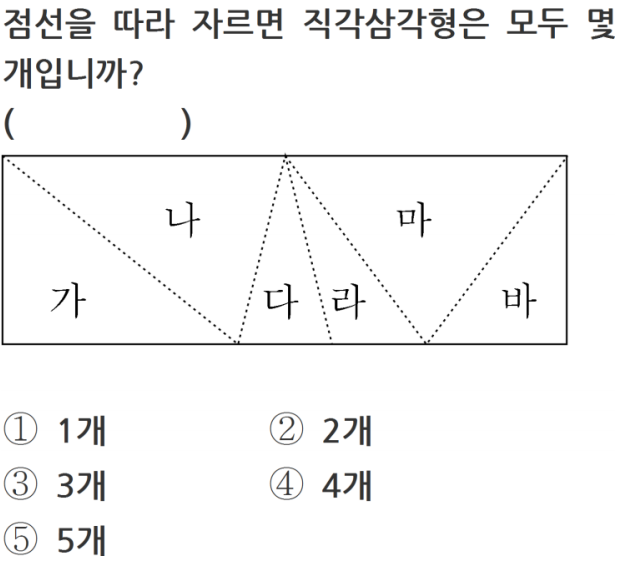 점선을 따라 자르면 직각삼각형은 모두 몇
개입니까?
( )
나 마
가 다 라 바
① 1개 ② 2개
③ 3개 ④ 4개
⑤ 5개